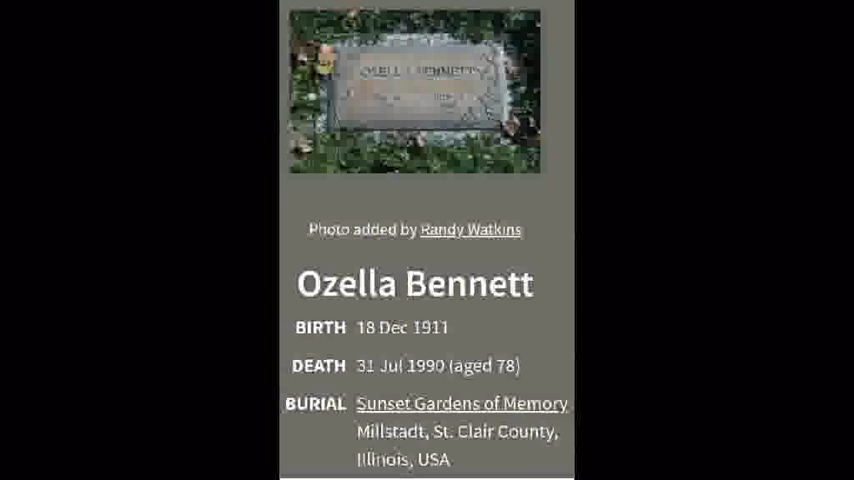 OZELLA BENNETT
Photo added by Randy Watkins
Ozella Bennett
BIRTH 18 Dec 1911
DEATH 31 Jul 1990 (aged 78)
BURIAL Sunset Gardens of Memory
Millstadt, St. Clair County,
Illinois, USA